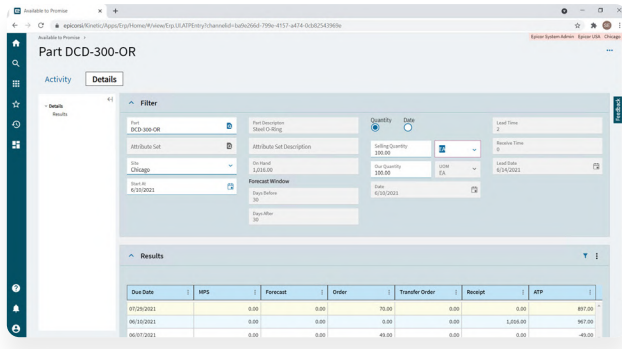 Available to Promise
epicorsi/Kinetic/Apps/Erp/Home/#/view/Erp.UI.ATPEntry?channelid=ba9e266d-799e-4157-a474-0cb82543969e
Available to Promise >
Epicor System Admin Epicor USA Chicago
Part DCD-300-OR
Activity Details
Feedback
Details
Results
Filter
Part
DCD-300-OR
Part Description
Steel O-Ring
Quantity Date
Lead Time
2
Attribute Set
Attribute Set Description
Selling Quantity
100.00
EA
Receive Time
0
Site
Chicago
On Hand
1,016.00
Our Quantity
100.00
UOM
EA
Lead Date
6/14/2021
Start At
6/10/2021
Forecast Window
Days Before
30
Date
6/10/2021
Days After
30
Results
Due Date MPS Forecast Order Transfer Order Receipt ATP
07/29/2021 0.00 0.00 70.00 0.00 0.00 897.00
06/10/2021 0.00 0.00 0.00 0.00 1,016.00 967.00
06/07/2021 0.00 0.00 49.00 0.00 0.00 -49.00